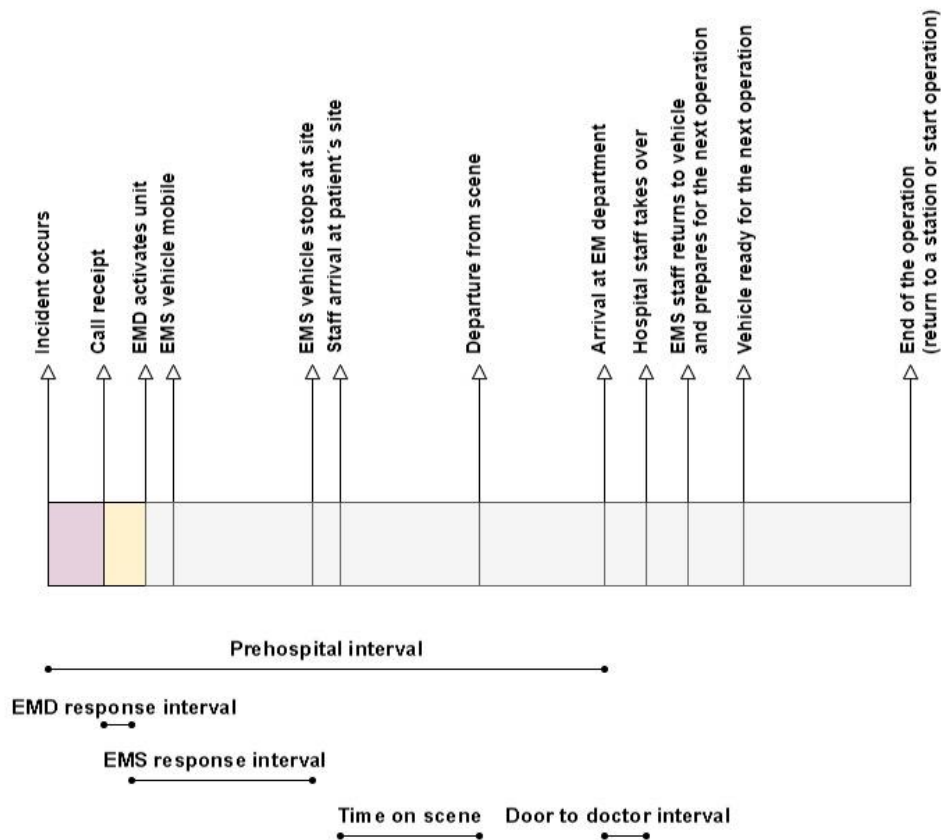 Incident occurs
Call receipt
EMD activates unit
EMS vehicle mobile
EMS vehicle stops at site
Staff arrival at patient´s site
Departure from scene
Arrival at EM department
Hospital staff takes over
EMS staff returns to vehicle
and prepares for the next operation
Vehicle ready for the next operation
End of the operation
(return to a station or start operation)
Prehospital interval
EMD response interval
EMS response interval
Time on scene
Door to doctor interval